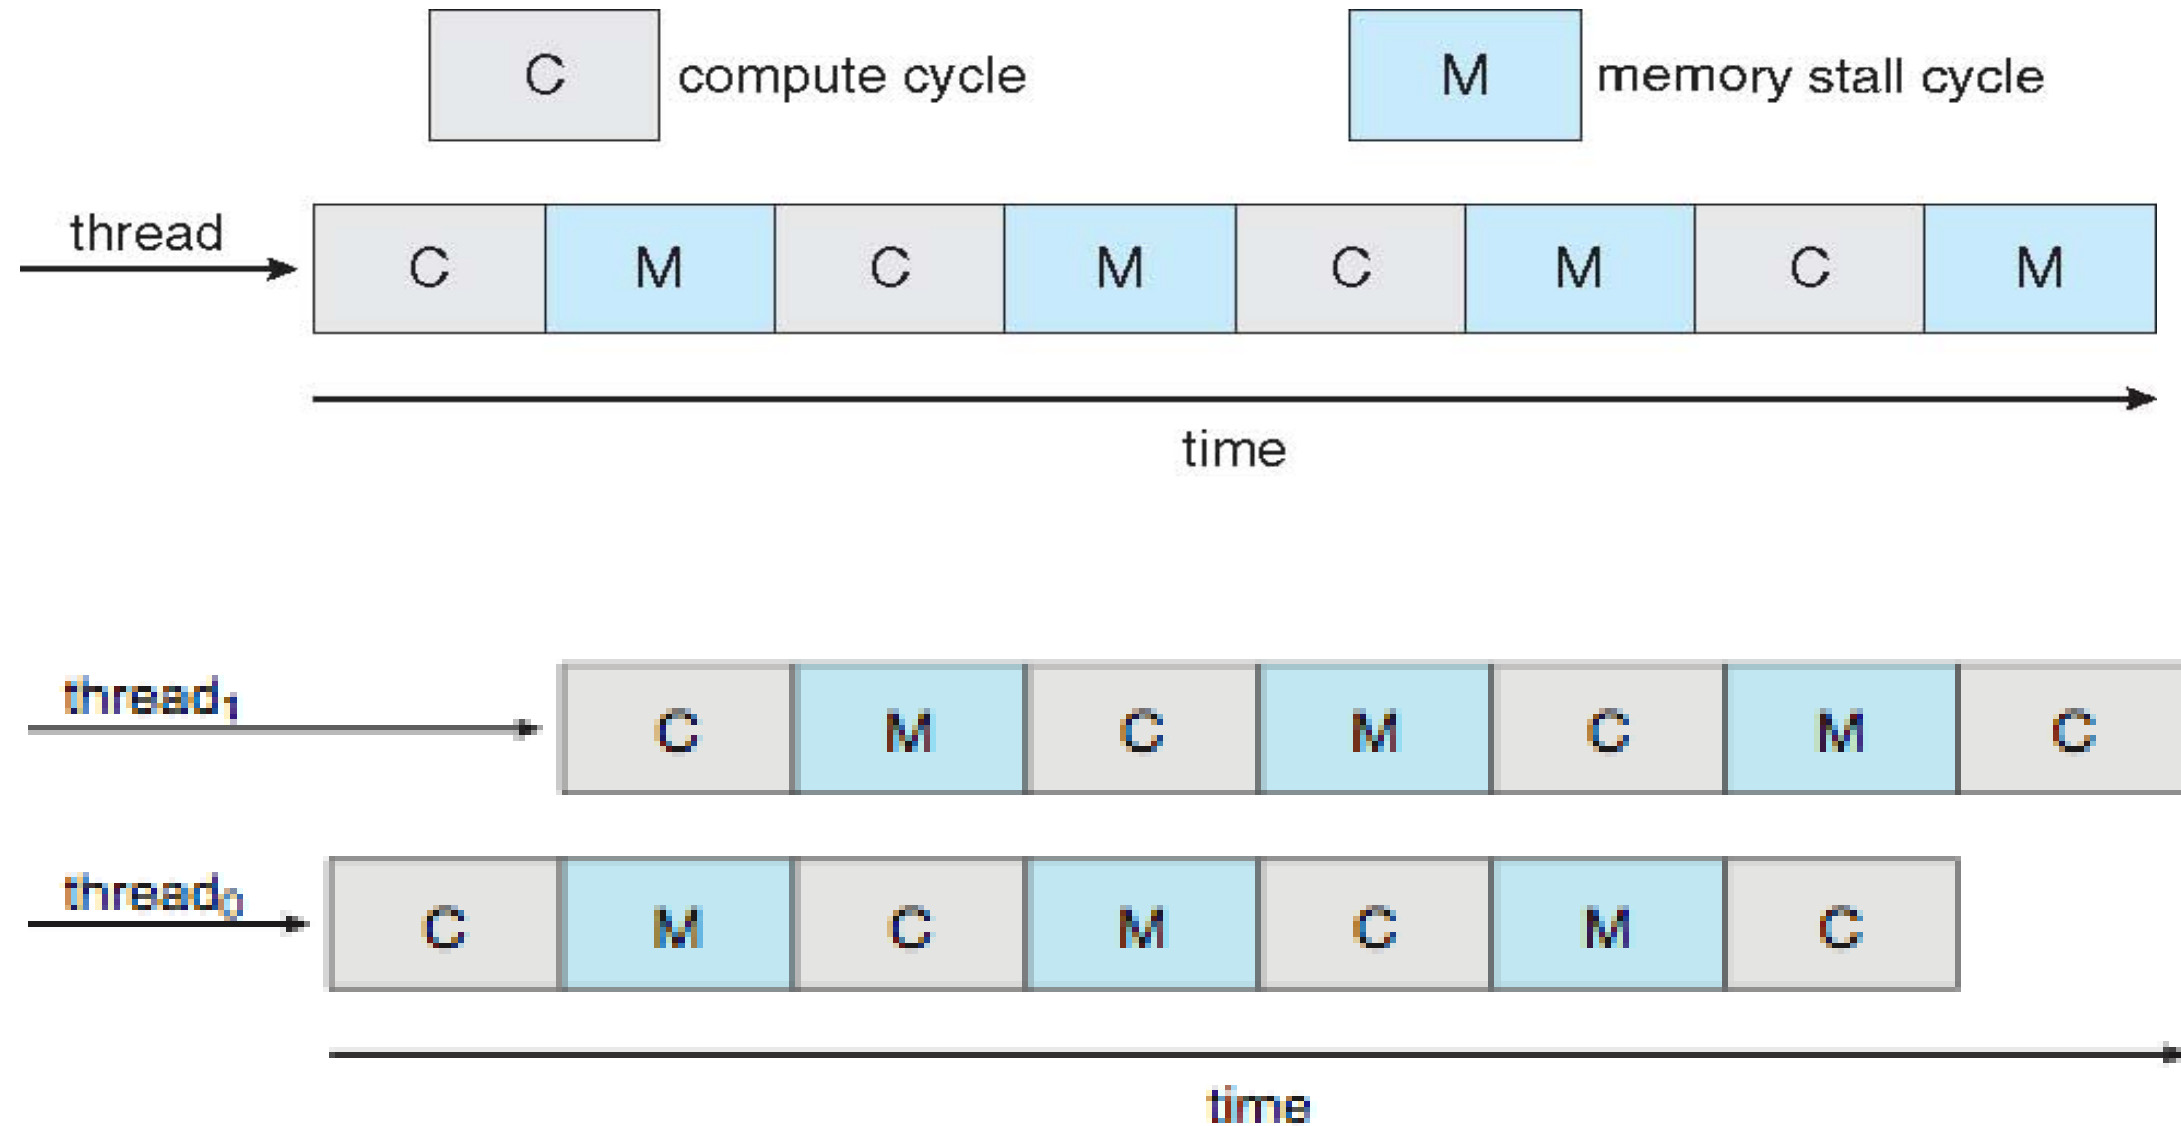 C compute cycle M memory stall cycle
thread
C M C M C M C M
time
thread1
C M C M C M C
thread0
C M C M C M C
time